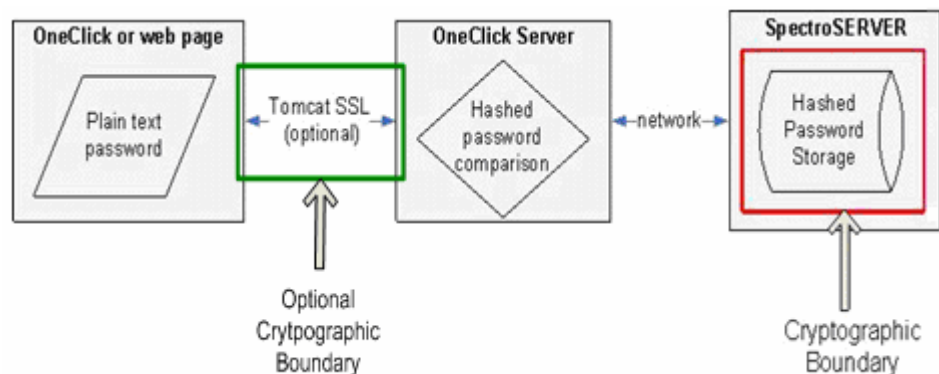 OneClick or web page
Plain text
password
Tomcat SSL
(optional)
OneClick Server
Hashed
password
comparison
network
SpectroSERVER
Hashed
Password
Storage
Optional
Crytpographic
Boundary
Cryptographic
Boundary